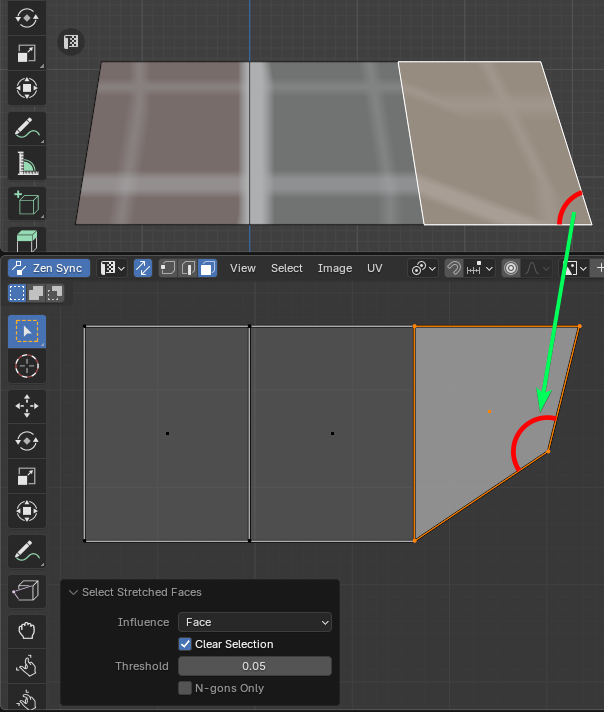 Zen Sync View Select Image UV
Select Stretched Faces
Influence Face
Clear Selection
Threshold 0.05
N-gons Only